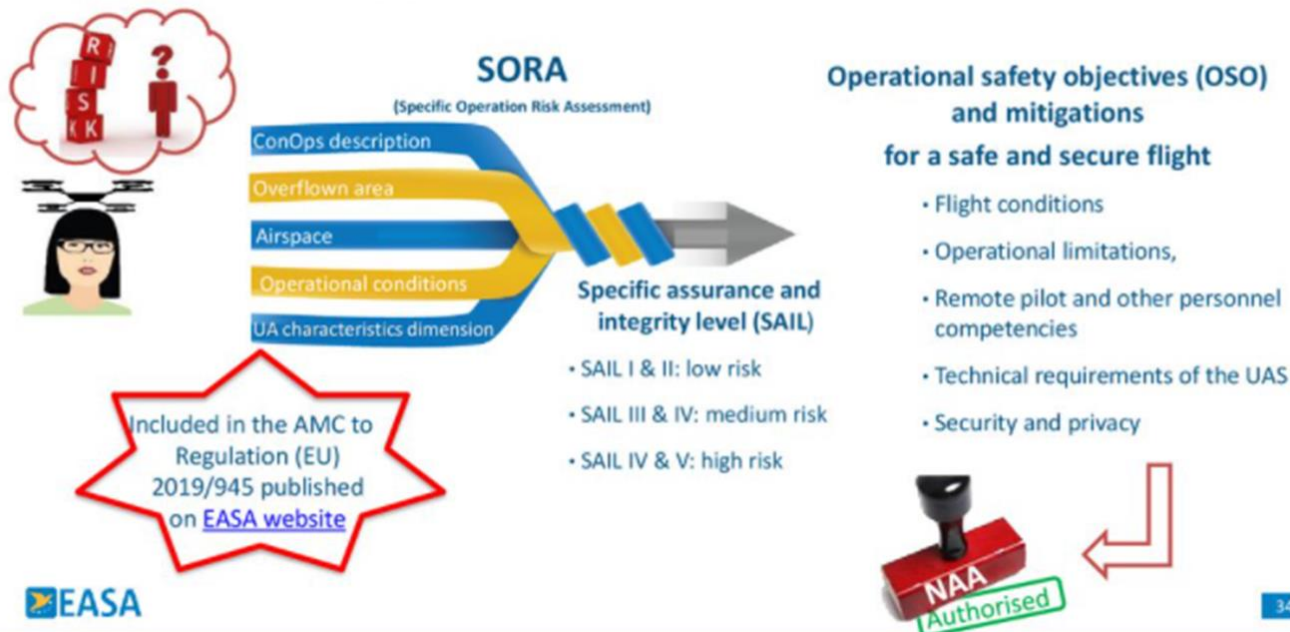 R
I
S
K K
?
SORA
(Specific Operation Risk Assessment)
ConOps description
Overflown area
Airspace
Operational conditions
UA characteristics dimension
Specific assurance and
integrity level (SAIL)
• SAIL I & II: low risk
• SAIL III & IV: medium risk
• SAIL IV & V: high risk
Included in the AMC to
Regulation (EU)
2019/945 published
on EASA website
Operational safety objectives (OSO)
and mitigations
for a safe and secure flight
• Flight conditions
• Operational limitations,
• Remote pilot and other personnel
competencies
• Technical requirements of the UAS
• Security and privacy
NAA
Authorised
EASA
34